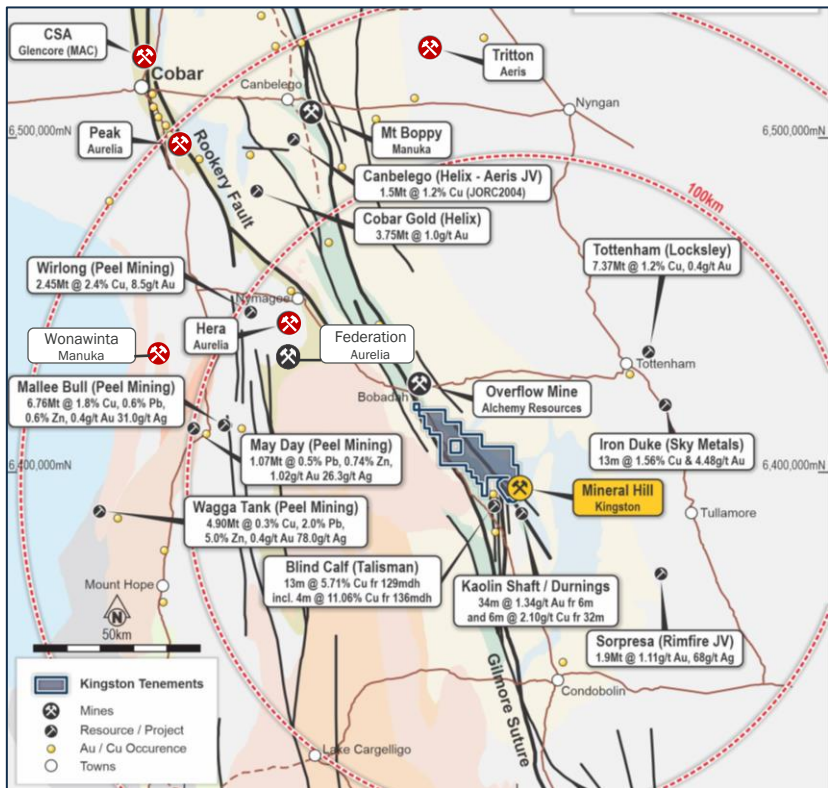 CSA
Glencore (MAC)
Cobar
Canbelego
Tritton
Aeris
Nyngan
6,500,000mN
6,500,000mN
Peak
Aurelia
Rookery Fault
Mt Boppy
Manuka
Canbelego (Helix - Aeris JV)
1.5Mt @ 1.2% Cu (JORC2004)
Cobar Gold (Helix)
3.75Mt @ 1.0g/t Au
100km
Tottenham (Locksley)
7.37Mt @ 1.2% Cu, 0.4g/t Au
Wirlong (Peel Mining)
2.45Mt @ 2.4% Cu, 8.5g/t Au
Nymagee
Hera
Aurelia
Federation
Aurelia
Wonawinta
Manuka
Tottenham
Mallee Bull (Peel Mining)
6.76Mt @ 1.8% Cu, 0.6% Pb,
0.6% Zn, 0.4g/t Au 31.0g/t Ag
Bobadah
Overflow Mine
Alchemy Resources
May Day (Peel Mining)
1.07Mt @ 0.5% Pb, 0.74% Zn,
1.02g/t Au 26.3g/t Ag
Iron Duke (Sky Metals)
13m @ 1.56% Cu & 4.48g/t Au
6,400,000mN
6,400,000mN
Mineral Hill
Kingston
Wagga Tank (Peel Mining)
4.90Mt @ 0.3% Cu, 2.0% Pb,
5.0% Zn, 0.4g/t Au 78.0g/t Ag
Tullamore
Blind Calf (Talisman)
13m @ 5.71% Cu fr 129mdh
incl. 4m @ 11.06% Cu fr 136mdh
Kaolin Shaft / Durnings
34m @ 1.34g/t Au fr 6m
and 6m @ 2.10g/t Cu fr 32m
Mount Hope
N
50km
Sorpresa (Rimfire JV)
1.9Mt @ 1.11g/t Au, 68g/t Ag
Gilmore Suture
Condobolin
Kingston Tenements
Mines
Resource / Project
Au / Cu Occurence
Towns
Lake Cargelligo